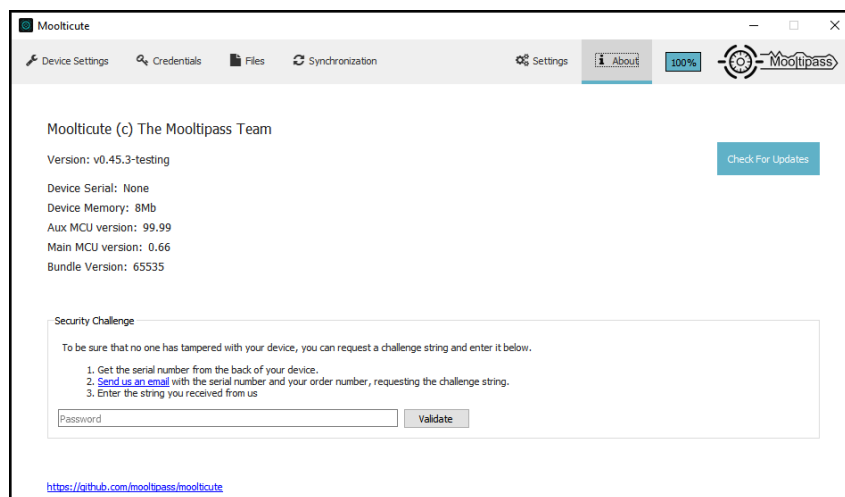 Moolticute
Device Settings Credentials Files Synchronization Settings About 100% Mooltipass
Moolticute (c) The Mooltipass Team
Version: v0.45.3-testing
Check For Updates
Device Serial: None
Device Memory: 8Mb
Aux MCU version: 99.99
Main MCU version: 0.66
Bundle Version: 65535
Security Challenge
To be sure that no one has tampered with your device, you can request a challenge string and enter it below.
1. Get the serial number from the back of your device.
2. Send us an email with the serial number and your order number, requesting the challenge string.
3. Enter the string you received from us
Password Validate
https://github.com/mooltipass/moolticute